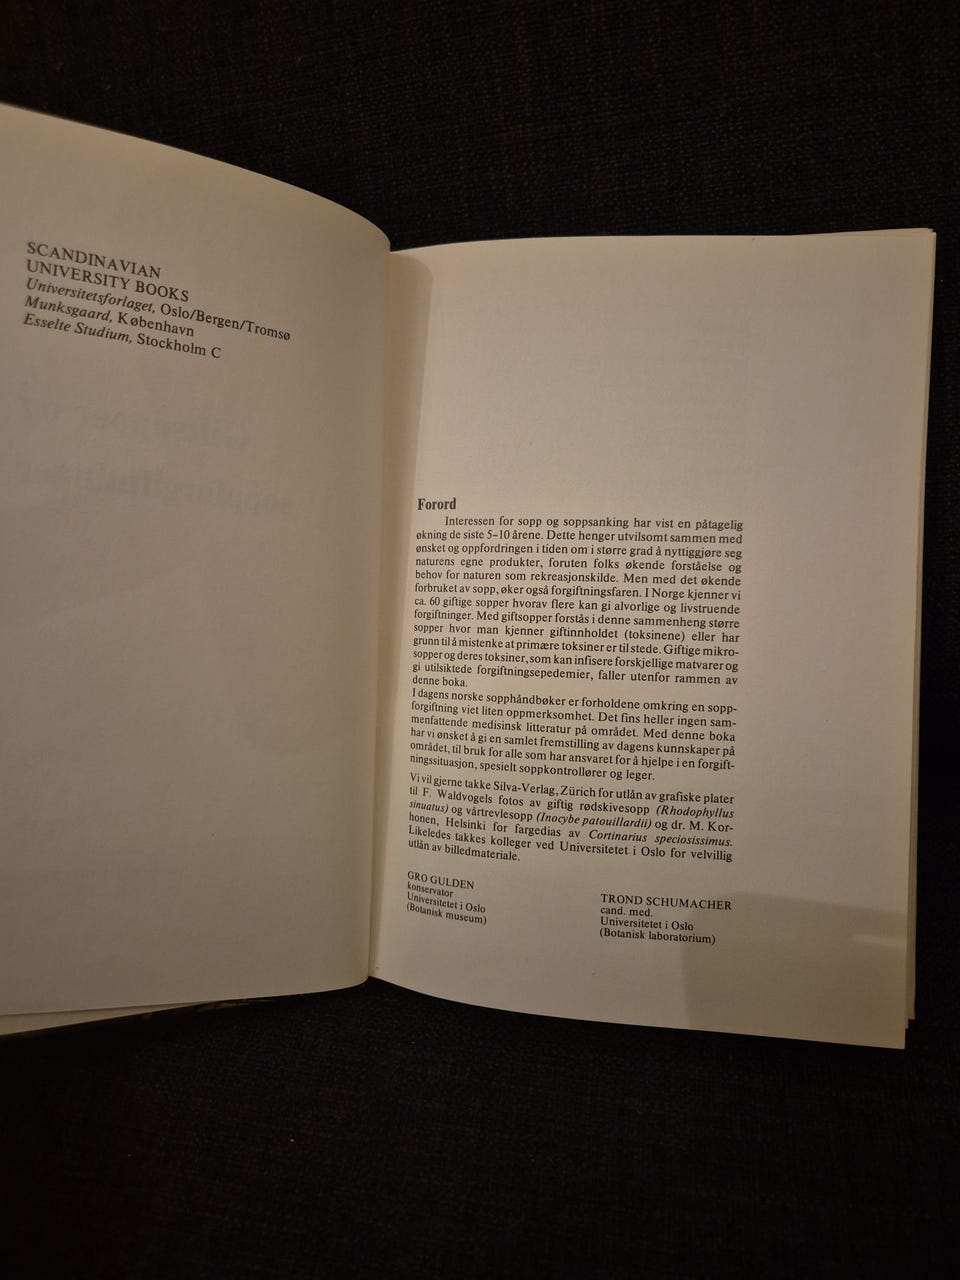 SCANDINAVIAN
UNIVERSITY BOOKS
Universitetsforlaget, Oslo/Bergen/Tromsø
Munksgaard, København
Esselte Studium, Stockholm C
Forord
Interessen for sopp og soppsanking har vist en påtagelig
økning de siste 5-10 årene. Dette henger utvilsomt sammen med
ønsket og oppfordringen i tiden om i større grad å nyttiggjøre seg
naturens egne produkter, foruten folks økende forståelse og
behov for naturen som rekreasjonskilde. Men med det økende
forbruket av sopp, øker også forgiftningsfaren. I Norge kjenner vi
ca. 60 giftige sopper hvorav flere kan gi alvorlige og livstruende
forgiftninger. Med giftsopper forstås i denne sammenheng større
sopper hvor man kjenner giftinnholdet (toksinene) eller har
grunn til å mistenke at primære toksiner er til stede. Giftige mikro-
sopper og deres toksiner, som kan infisere forskjellige matvarer og
gi utilsiktede forgiftningsepedemier, faller utenfor rammen av
denne boka.
I dagens norske sopphåndbøker er forholdene omkring en sopp-
forgiftning viet liten oppmerksomhet. Det fins heller ingen sam-
menfattende medisinsk litteratur på området. Med denne boka
har vi ønsket å gi en samlet fremstilling av dagens kunnskaper på
området, til bruk for alle som har ansvaret for å hjelpe i en forgift-
ningssituasjon, spesielt soppkontrollører og leger.
Vi vil gjerne takke Silva-Verlag, Zürich for utlån av grafiske plater
til F. Waldvogels fotos av giftig rødskivesopp (Rhodophyllus
sinuatus) og vårtrevlesopp (Inocybe patouillardii) og dr. M. Kor-
honen, Helsinki for fargedias av Cortinarius speciosissimus.
Likeledes takkes kolleger ved Universitetet i Oslo for velvillig
utlån av billedmateriale.
GRO GULDEN
konservator
Universitetet i Oslo
(Botanisk museum)
TROND SCHUMACHER
cand. med.
Universitetet i Oslo
(Botanisk laboratorium)